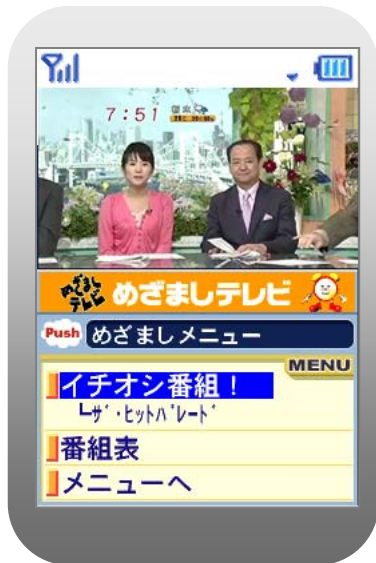 7:51
めざまし
テレビ
めざましテレビ
Push めざましメニュー
MENU
イチオシ番組！
┗ｻﾞ・ﾋｯﾄﾊﾟﾚｰﾄﾞ
番組表
メニューへ